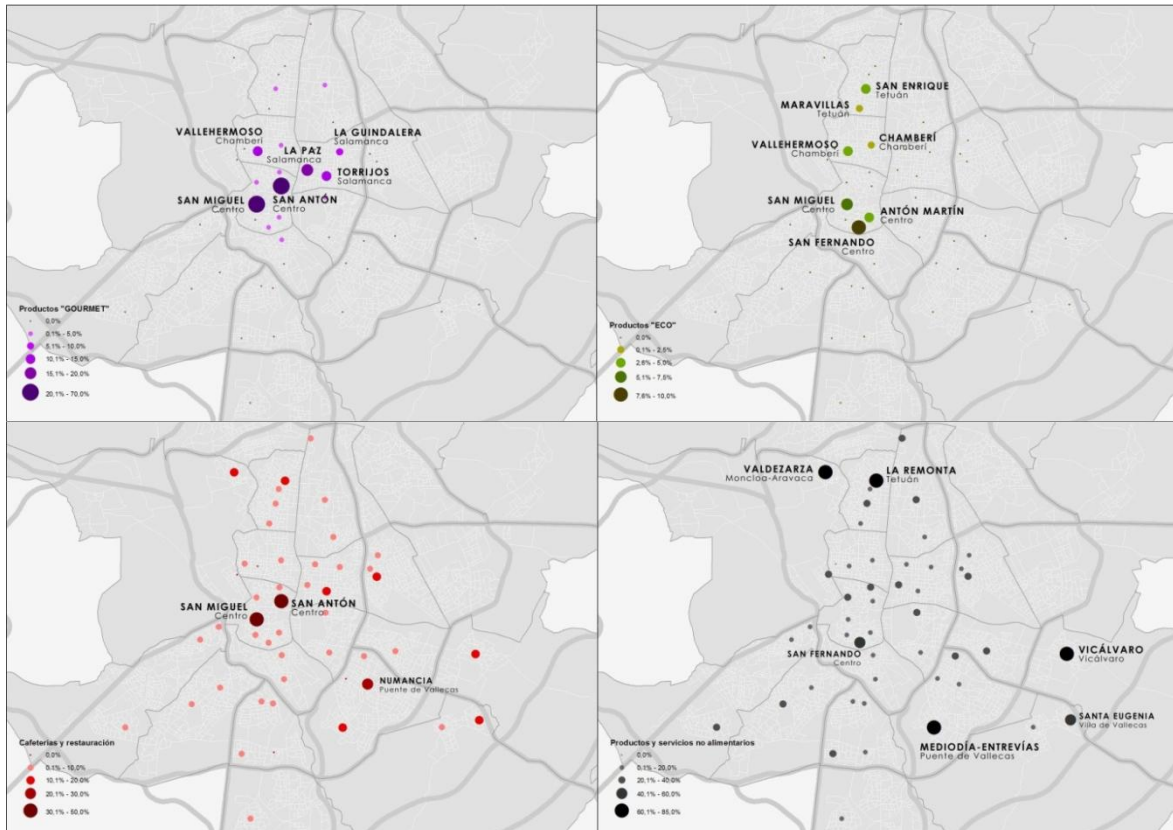 VALLEHERMOSO
Chamberí
LA GUINDALERA
Salamanca
LA PAZ
Salamanca
TORRIJOS
Salamanca
SAN MIGUEL
Centro
SAN ANTÓN
Centro
Productos "GOURMET"
0,0%
0,1% - 5,0%
5,1% - 10,0%
10,1% - 15,0%
15,1% - 20,0%
20,1% - 70,0%
SAN ENRIQUE
Tetuán
MARAVILLAS
Tetuán
VALLEHERMOSO
Chamberí
CHAMBERÍ
Chamberí
SAN MIGUEL
Centro
ANTÓN MARTÍN
Centro
SAN FERNANDO
Centro
Productos "ECO"
0,0%
0,1% - 2,5%
2,6% - 5,0%
5,1% - 7,5%
7,6% - 10,0%
SAN MIGUEL
Centro
SAN ANTÓN
Centro
NUMANCIA
Puente de Vallecas
Cafeterías y restauración
0,0%
0,1% - 10,0%
10,1% - 20,0%
20,1% - 30,0%
30,1% - 50,0%
VALDEZARZA
Moncloa-Aravaca
LA REMONTA
Tetuán
SAN FERNANDO
Centro
VICÁLVARO
Vicálvaro
SANTA EUGENIA
Villa de Vallecas
MEDIODÍA-ENTREVÍAS
Puente de Vallecas
Productos y servicios no alimentarios
0,0%
0,1% - 20,0%
20,1% - 40,0%
40,1% - 60,0%
60,1% - 85,0%